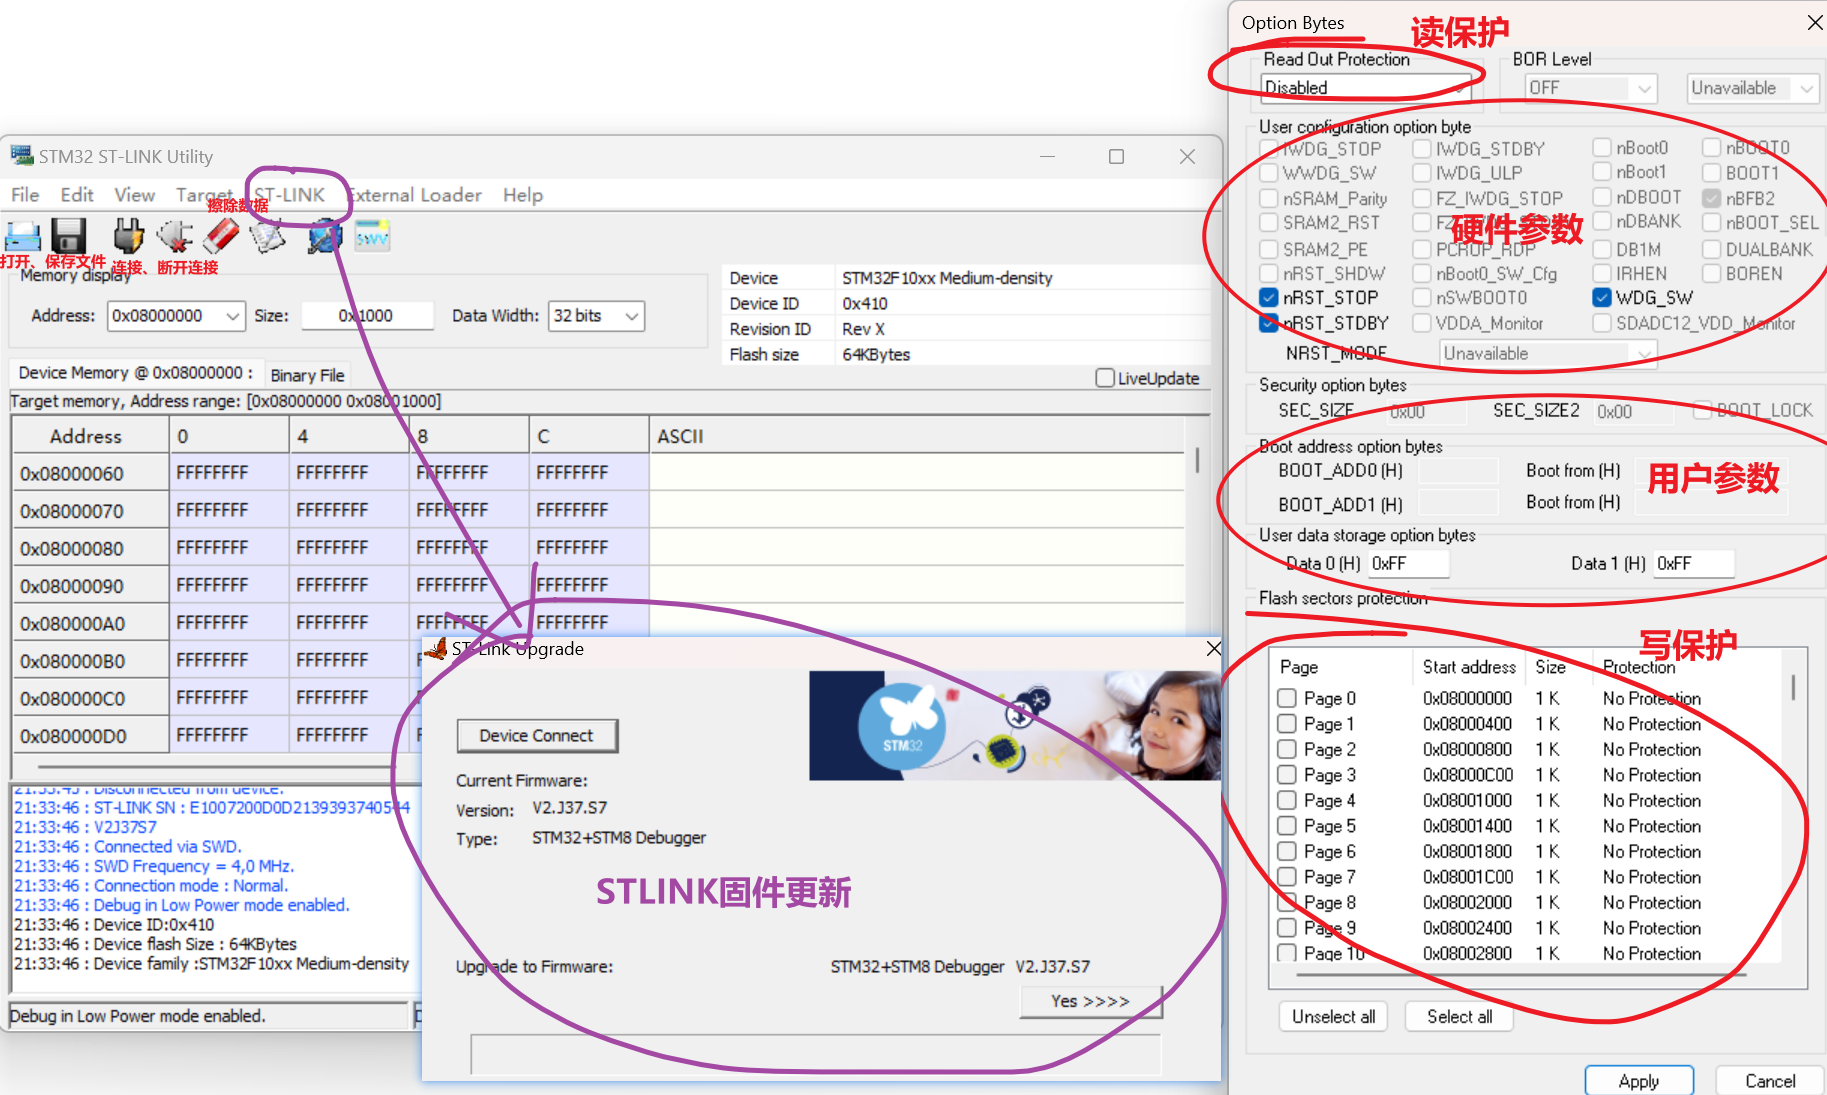 STM32 ST-LINK Utility
File Edit View Target ST-LINK External Loader Help
擦除数据
打开、保存文件 连接、断开连接
Memory display
Address: 0x08000000 Size: 0x1000 Data Width: 32 bits
Device STM32F10xx Medium-density
Device ID 0x410
Revision ID Rev X
Flash size 64KBytes
LiveUpdate
Device Memory @ 0x08000000 : Binary File
Target memory, Address range: [0x08000000 0x08001000]
Address 0 4 8 C ASCII
0x08000060 FFFFFFFF FFFFFFFF FFFFFFFF FFFFFFFF
0x08000070 FFFFFFFF FFFFFFFF FFFFFFFF FFFFFFFF
0x08000080 FFFFFFFF FFFFFFFF FFFFFFFF FFFFFFFF
0x08000090 FFFFFFFF FFFFFFFF FFFFFFFF FFFFFFFF
0x080000A0 FFFFFFFF FFFFFFFF FFFFFFFF FFFFFFFF
0x080000B0 FFFFFFFF FFFFFFFF
0x080000C0 FFFFFFFF FFFFFFFF
0x080000D0 FFFFFFFF FFFFFFFF
21:33:45 : Disconnected from device.
21:33:46 : ST-LINK SN : E1007200D0D2139393740544
21:33:46 : V2J37S7
21:33:46 : Connected via SWD.
21:33:46 : SWD Frequency = 4,0 MHz.
21:33:46 : Connection mode : Normal.
21:33:46 : Debug in Low Power mode enabled.
21:33:46 : Device ID:0x410
21:33:46 : Device flash Size : 64KBytes
21:33:46 : Device family :STM32F10xx Medium-density
Debug in Low Power mode enabled.
ST-Link Upgrade
STM32
Device Connect
Current Firmware:
Version: V2.J37.S7
Type: STM32+STM8 Debugger
STLINK固件更新
Upgrade to Firmware: STM32+STM8 Debugger V2.J37.S7
Yes >>>>
Option Bytes
读保护
Read Out Protection BOR Level
Disabled OFF Unavailable
User configuration option byte
IWDG_STOP IWDG_STDBY nBoot0 nBOOT0
WWDG_SW IWDG_ULP nBoot1 BOOT1
nSRAM_Parity FZ_IWDG_STOP nDBOOT nBFB2
SRAM2_RST nDBANK nBOOT_SEL
硬件参数
SRAM2_PE PCROP_RDP DB1M DUALBANK
nRST_SHDW nBoot0_SW_Cfg IRHEN BOREN
nRST_STOP nSWBOOT0 WDG_SW
nRST_STDBY VDDA_Monitor SDADC12_VDD_Monitor
NRST_MODE Unavailable
Security option bytes
SEC_SIZE 0x00 SEC_SIZE2 0x00 BOOT_LOCK
Boot address option bytes
BOOT_ADD0 (H) Boot from (H)
用户参数
BOOT_ADD1 (H) Boot from (H)
User data storage option bytes
Data 0 (H) 0xFF Data 1 (H) 0xFF
Flash sectors protection
写保护
Page Start address Size Protection
Page 0 0x08000000 1 K No Protection
Page 1 0x08000400 1 K No Protection
Page 2 0x08000800 1 K No Protection
Page 3 0x08000C00 1 K No Protection
Page 4 0x08001000 1 K No Protection
Page 5 0x08001400 1 K No Protection
Page 6 0x08001800 1 K No Protection
Page 7 0x08001C00 1 K No Protection
Page 8 0x08002000 1 K No Protection
Page 9 0x08002400 1 K No Protection
Page 10 0x08002800 1 K No Protection
Unselect all Select all
Apply Cancel